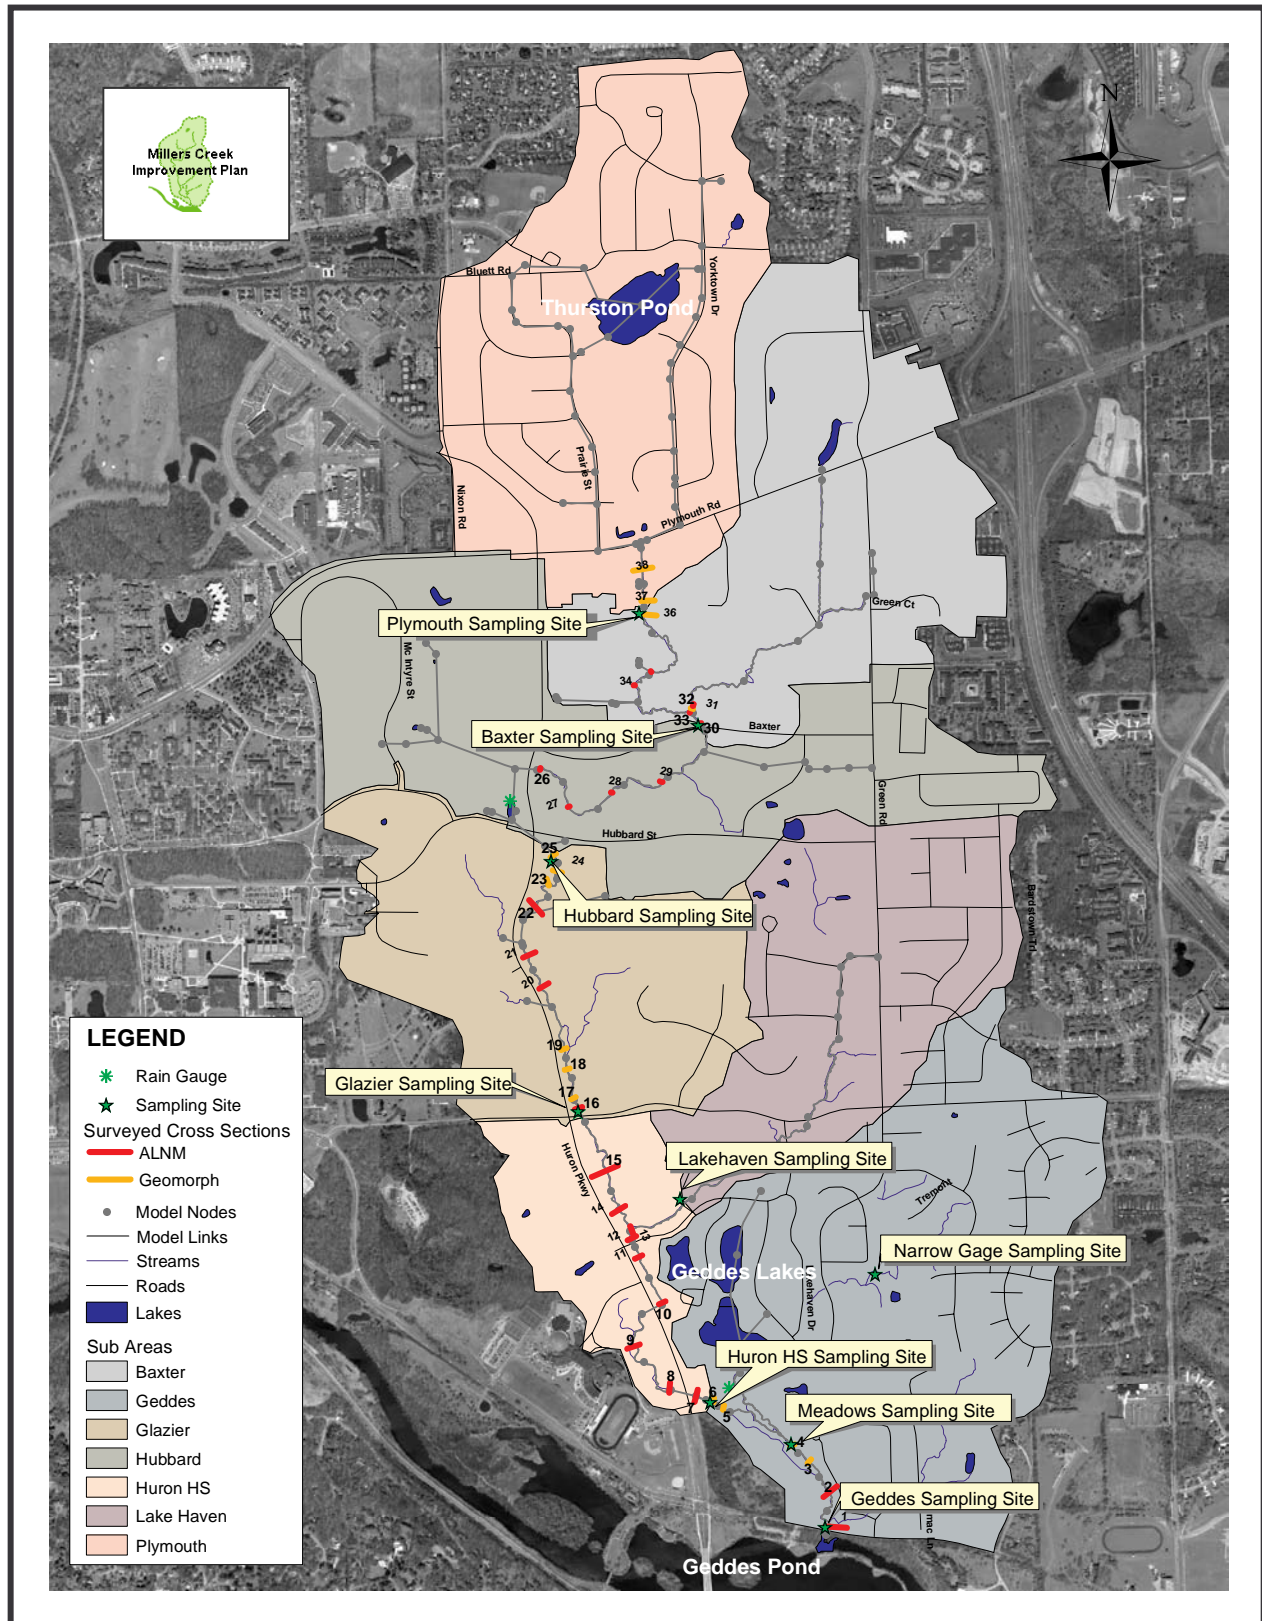 N
Millers Creek
Improvement Plan
Bluett Rd
Yorktown Dr
Thurston Pond
Prairie St
Nixon Rd
Plymouth Rd
38
37
36
Green Ct
Plymouth Sampling Site
Mc Intyre St
34
32
31
33
30
Baxter
Baxter Sampling Site
26
28
29
27
Green Rd
Hubbard St
25
24
23
22
Hubbard Sampling Site
Bardstown Trl
21
20
19
18
17
16
Glazier Sampling Site
Huron Pkwy
15
Lakehaven Sampling Site
14
12
13
11
Tremont
Narrow Gage Sampling Site
Geddes Lakes
10
9
Huron HS Sampling Site
8
7
6
5
Meadows Sampling Site
4
3
2
Geddes Sampling Site
1
Geddes Pond
LEGEND
Rain Gauge
Sampling Site
Surveyed Cross Sections
ALNM
Geomorph
Model Nodes
Model Links
Streams
Roads
Lakes
Sub Areas
Baxter
Geddes
Glazier
Hubbard
Huron HS
Lake Haven
Plymouth